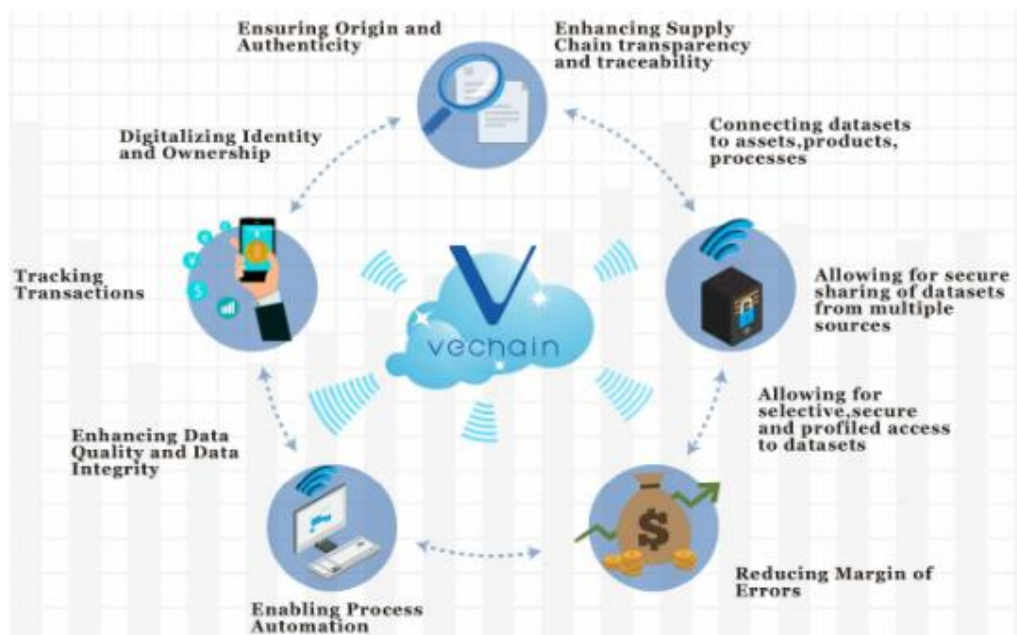 Ensuring Origin and
Authenticity
Enhancing Supply
Chain transparency
and traceability
Digitalizing Identity
and Ownership
Connecting datasets
to assets,products,
processes
Tracking
Transactions
Allowing for secure
sharing of datasets
from multiple
sources
V
vechain
$
$
Enhancing Data
Quality and Data
Integrity
Allowing for
selective,secure
and profiled access
to datasets
Enabling Process
Automation
Reducing Margin of
Errors